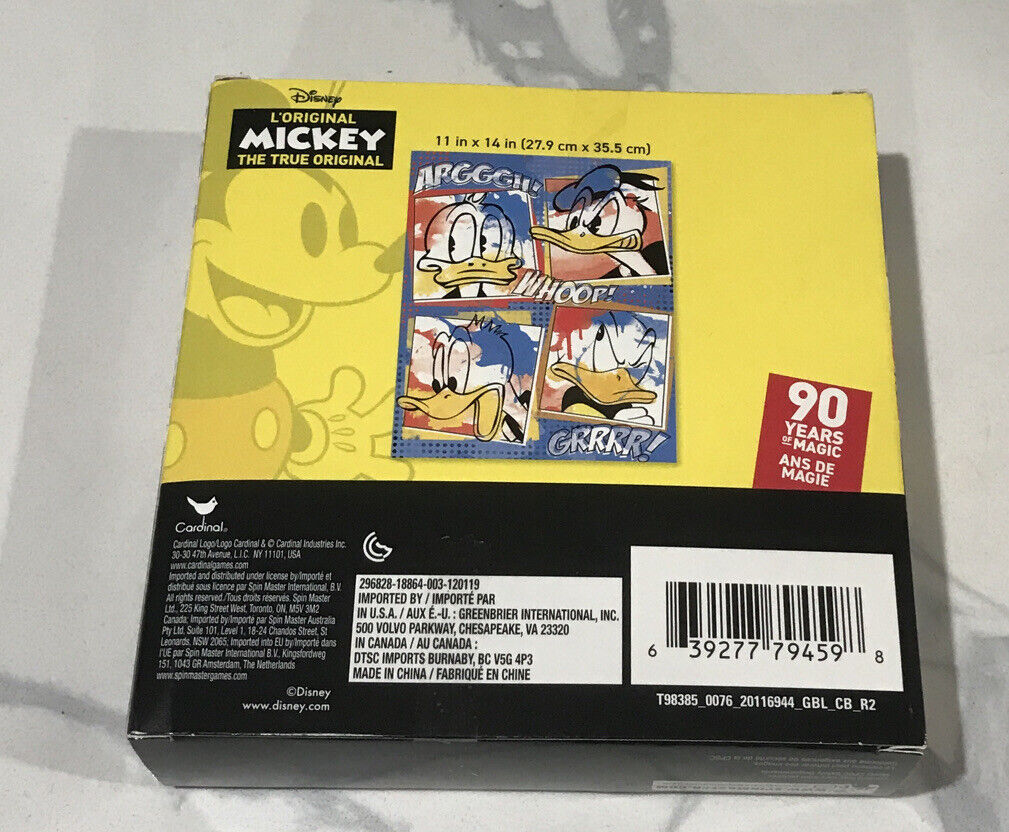 Disney
L'ORIGINAL
MICKEY
THE TRUE ORIGINAL
11 in x 14 in (27.9 cm x 35.5 cm)
ARGGGH!
WHOOP!
GRRRR!
90
YEARS
OF MAGIC
ANS DE
MAGIE
Cardinal®
Cardinal Logo/Logo Cardinal & © Cardinal Industries Inc.
30-30 47th Avenue, L.I.C. NY 11101, USA
www.cardinalgames.com
Imported and distributed under license by/Importé et
distribué sous licence par Spin Master International, B.V.
All rights reserved./Tous droits réservés. Spin Master
Ltd., 225 King Street West, Toronto, ON, M5V 3M2
Canada; Imported by/Importé par Spin Master Australia
Pty Ltd. Suite 101, Level 1, 18-24 Chandos Street, St
Leonards, NSW 2065; Imported into EU by/Importé dans
l'UE par Spin Master International B.V., Kingsfordweg
151, 1043 GR Amsterdam, The Netherlands
www.spinmastergames.com
©Disney
www.disney.com
296828-18864-003-120119
IMPORTED BY / IMPORTÉ PAR
IN U.S.A. / AUX É.-U. : GREENBRIER INTERNATIONAL, INC.
500 VOLVO PARKWAY, CHESAPEAKE, VA 23320
IN CANADA / AU CANADA :
DTSC IMPORTS BURNABY, BC V5G 4P3
MADE IN CHINA / FABRIQUÉ EN CHINE
6 39277 79459 8
T98385_0076_20116944_GBL_CB_R2